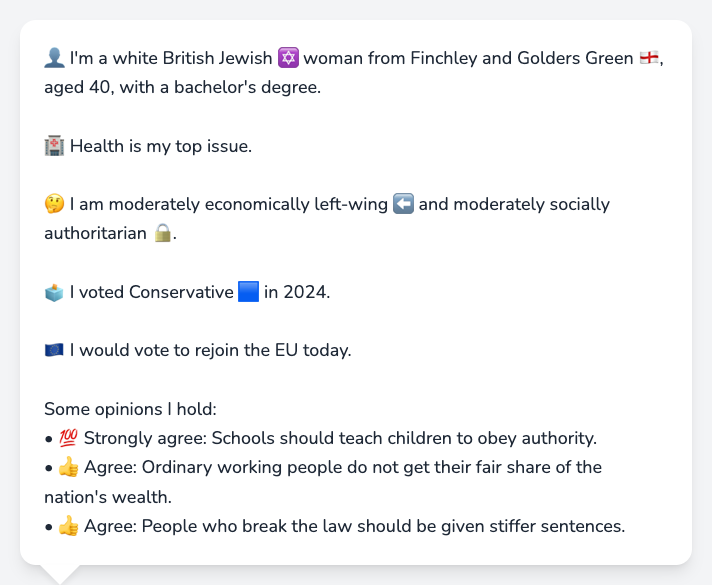 👤 I'm a white British Jewish ✡️ woman from Finchley and Golders Green 🏴󠁧󠁢󠁥󠁮󠁧󠁿,
aged 40, with a bachelor's degree.
🏥 Health is my top issue.
🤔 I am moderately economically left-wing ⬅️ and moderately socially
authoritarian 🔒.
🗳️ I voted Conservative 🟦 in 2024.
🇪🇺 I would vote to rejoin the EU today.
Some opinions I hold:
• 💯 Strongly agree: Schools should teach children to obey authority.
• 👍 Agree: Ordinary working people do not get their fair share of the
nation's wealth.
• 👍 Agree: People who break the law should be given stiffer sentences.